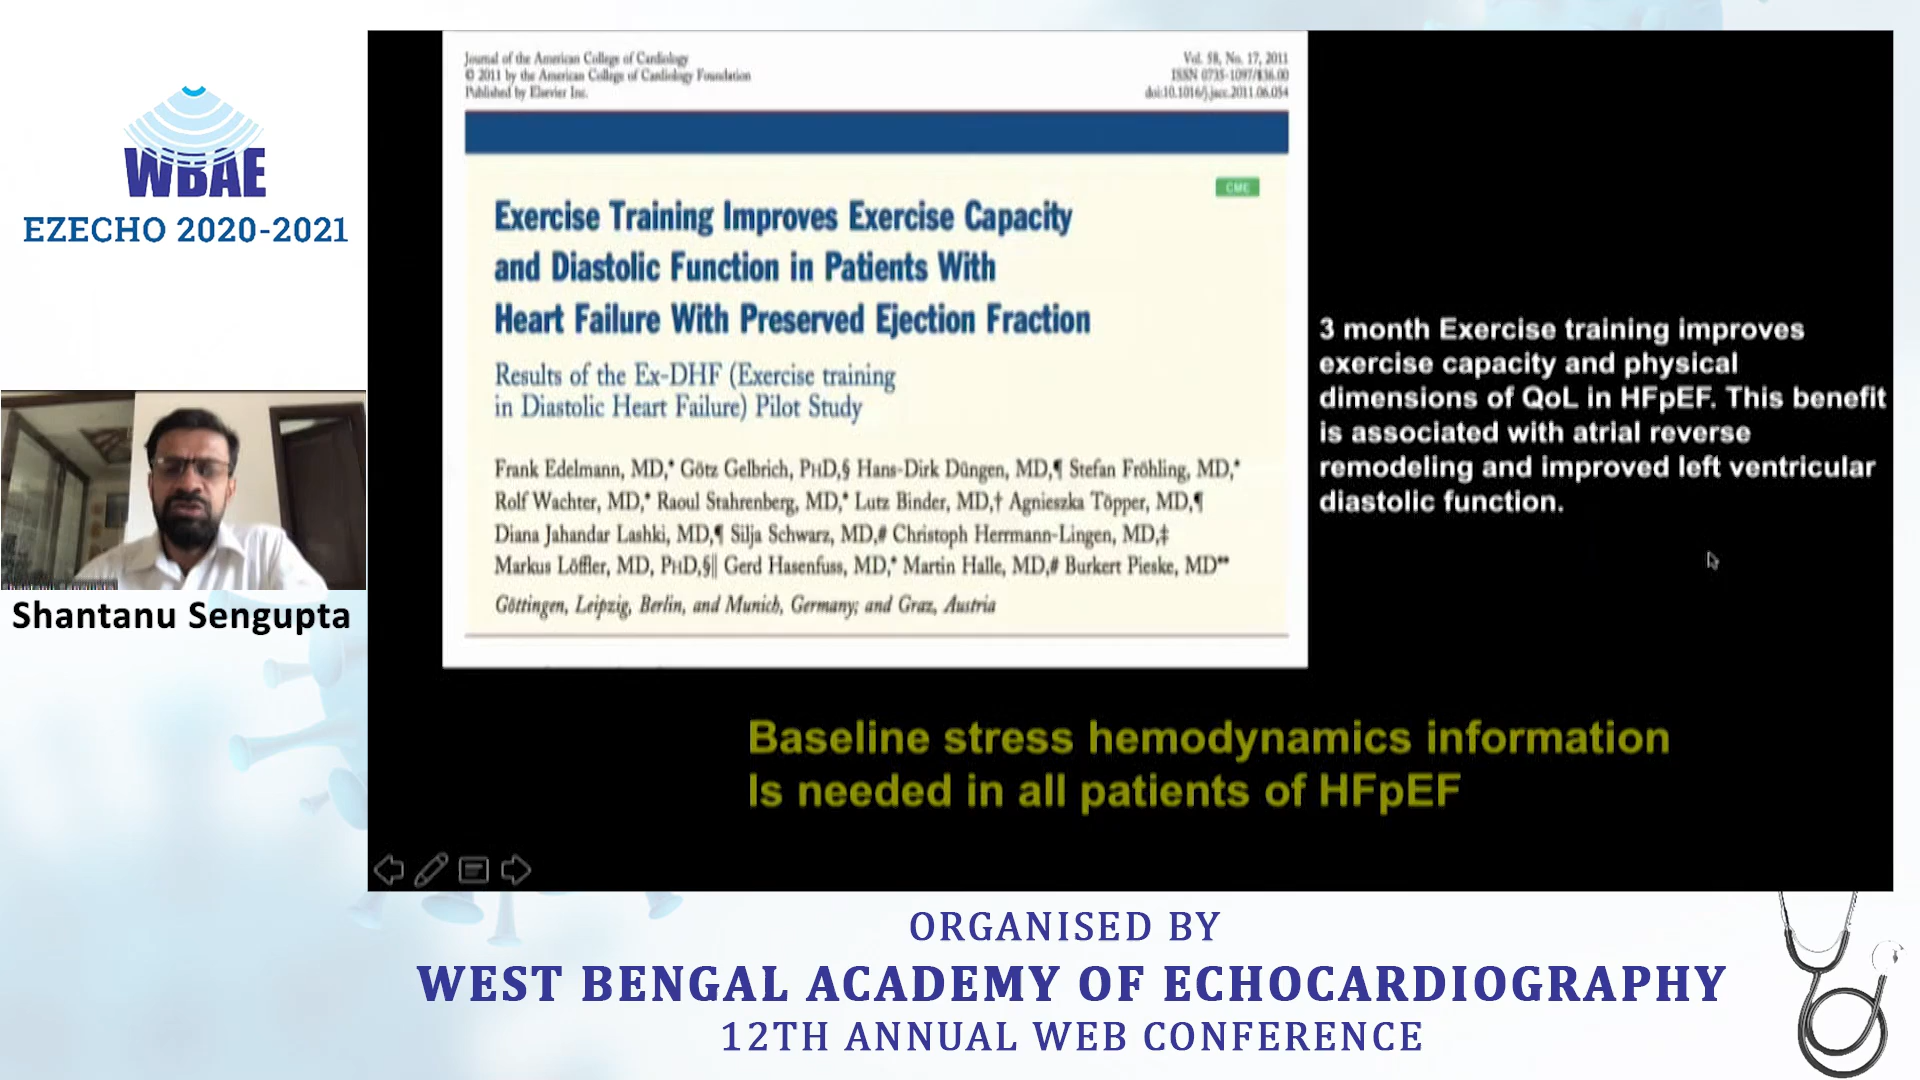 WBAE
EZECHO 2020-2021
Shantanu Sengupta
Journal of the American College of Cardiology
© 2011 by the American College of Cardiology Foundation
Published by Elsevier Inc.
Vol. 58, No. 17, 2011
ISSN 0735-1097/$36.00
doi:10.1016/j.jacc.2011.06.054
CME
Exercise Training Improves Exercise Capacity
and Diastolic Function in Patients With
Heart Failure With Preserved Ejection Fraction
Results of the Ex-DHF (Exercise training
in Diastolic Heart Failure) Pilot Study
Frank Edelmann, MD,* Götz Gelbrich, PHD,§ Hans-Dirk Düngen, MD,¶ Stefan Fröhling, MD,*
Rolf Wachter, MD,* Raoul Stahrenberg, MD,* Lutz Binder, MD,† Agnieszka Töpper, MD,¶
Diana Jahandar Lashki, MD,¶ Silja Schwarz, MD,# Christoph Herrmann-Lingen, MD,‡
Markus Löffler, MD, PHD,§|| Gerd Hasenfuss, MD,* Martin Halle, MD,# Burkert Pieske, MD**
Göttingen, Leipzig, Berlin, and Munich, Germany; and Graz, Austria
3 month Exercise training improves
exercise capacity and physical
dimensions of QoL in HFpEF. This benefit
is associated with atrial reverse
remodeling and improved left ventricular
diastolic function.
Baseline stress hemodynamics information
Is needed in all patients of HFpEF
ORGANISED BY
WEST BENGAL ACADEMY OF ECHOCARDIOGRAPHY
12TH ANNUAL WEB CONFERENCE